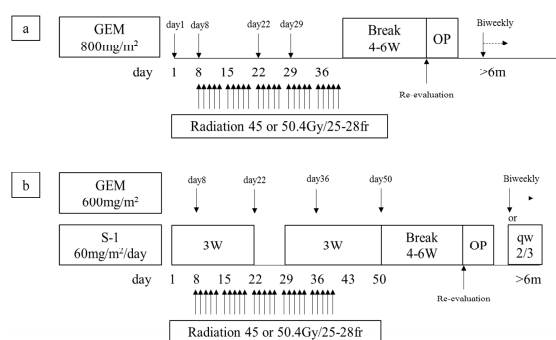 a
GEM
800mg/m²
day1
day8
day22
day29
Break
4-6W
OP
Biweekly
day
1
8
15
22
29
36
Re-evaluation
>6m
Radiation 45 or 50.4Gy/25-28fr
b
GEM
600mg/m²
day8
day22
day36
day50
Biweekly
or
S-1
60mg/m²/day
3W
3W
Break
4-6W
OP
qw
2/3
day
1
8
15
22
29
36
43
50
>6m
Re-evaluation
Radiation 45 or 50.4Gy/25-28fr